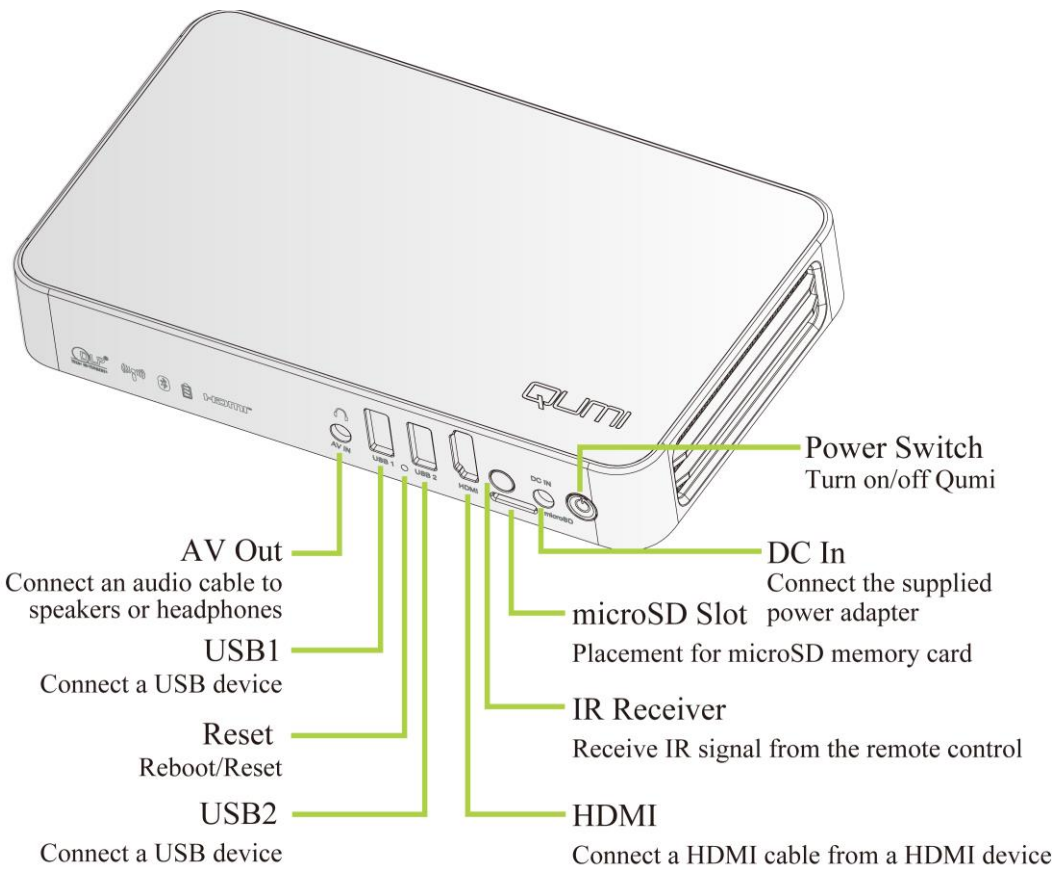 DLP
HDMI
QUMI
AV IN
USB 1
USB 2
HDMI
DC IN
microSD
Power Switch
Turn on/off Qumi
AV Out
Connect an audio cable to
speakers or headphones
DC In
Connect the supplied
power adapter
microSD Slot
Placement for microSD memory card
USB1
Connect a USB device
IR Receiver
Receive IR signal from the remote control
Reset
Reboot/Reset
USB2
Connect a USB device
HDMI
Connect a HDMI cable from a HDMI device